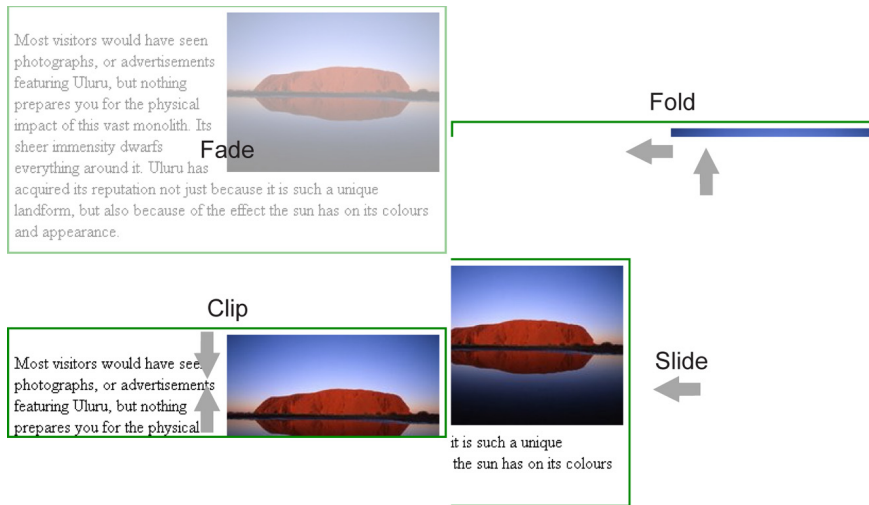 Most visitors would have seen
photographs, or advertisements
featuring Uluru, but nothing
prepares you for the physical
impact of this vast monolith. Its
sheer immensity dwarfs
everything around it. Uluru has
acquired its reputation not just because it is such a unique
landform, but also because of the effect the sun has on its colours
and appearance.
Fade
Fold
Clip
Most visitors would have seen
photographs, or advertisements
featuring Uluru, but nothing
prepares you for the physical
Slide
it is such a unique
the sun has on its colours